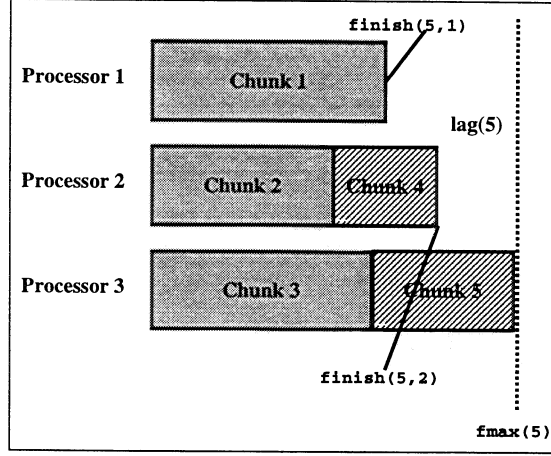 finish(5,1)
Processor 1
Chunk 1
lag(5)
Processor 2
Chunk 2
Chunk 4
Processor 3
Chunk 3
Chunk 5
finish(5,2)
fmax(5)